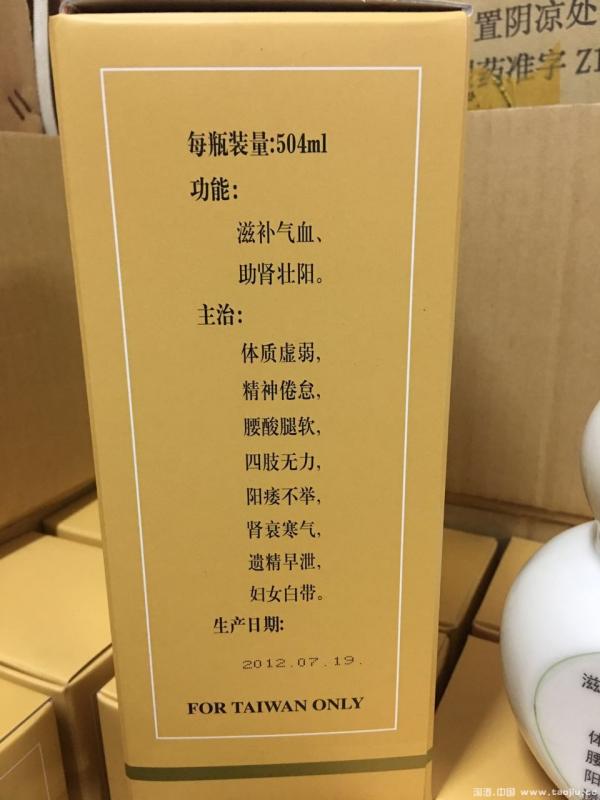 置阴凉处
药准字 Z
每瓶装量:504ml
功能:
滋补气血、
助肾壮阳。
主治:
体质虚弱,
精神倦怠,
腰酸腿软,
四肢无力,
阳痿不举,
肾衰寒气,
遗精早泄,
妇女白带。
生产日期:
2012.07.19.
FOR TAIWAN ONLY
滋
体
腰
阳
淘酒.中国 www.taojiu.co